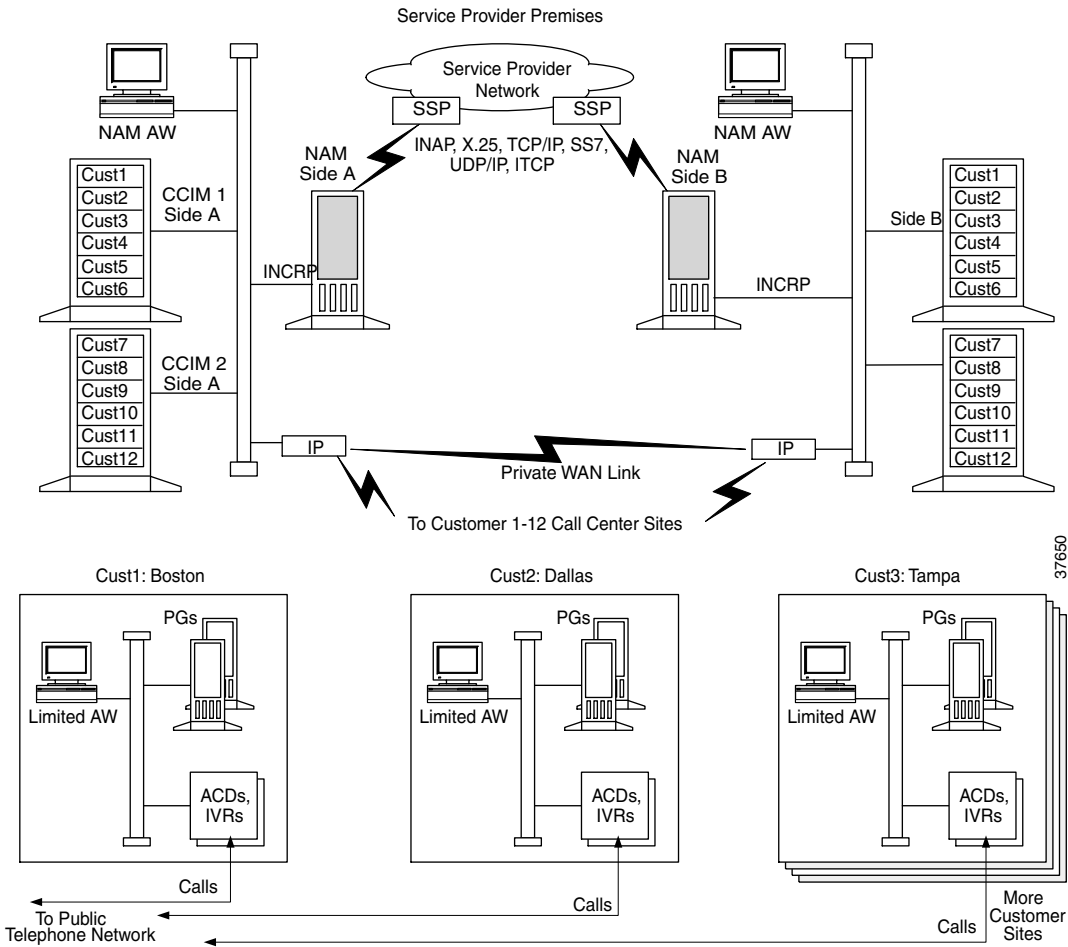 Service Provider Premises
Service Provider
Network
SSP
SSP
INAP, X.25, TCP/IP, SS7,
UDP/IP, ITCP
NAM AW
NAM AW
NAM
Side A
NAM
Side B
Cust1
Cust2
Cust3
Cust4
Cust5
Cust6
CCIM 1
Side A
INCRP
INCRP
Side B
Cust1
Cust2
Cust3
Cust4
Cust5
Cust6
Cust7
Cust8
Cust9
Cust10
Cust11
Cust12
CCIM 2
Side A
Cust7
Cust8
Cust9
Cust10
Cust11
Cust12
IP
IP
Private WAN Link
To Customer 1-12 Call Center Sites
37650
Cust1: Boston
PGs
Limited AW
ACDs,
IVRs
Cust2: Dallas
PGs
Limited AW
ACDs,
IVRs
Cust3: Tampa
PGs
Limited AW
ACDs,
IVRs
Calls
Calls
Calls
To Public
Telephone Network
More
Customer
Sites